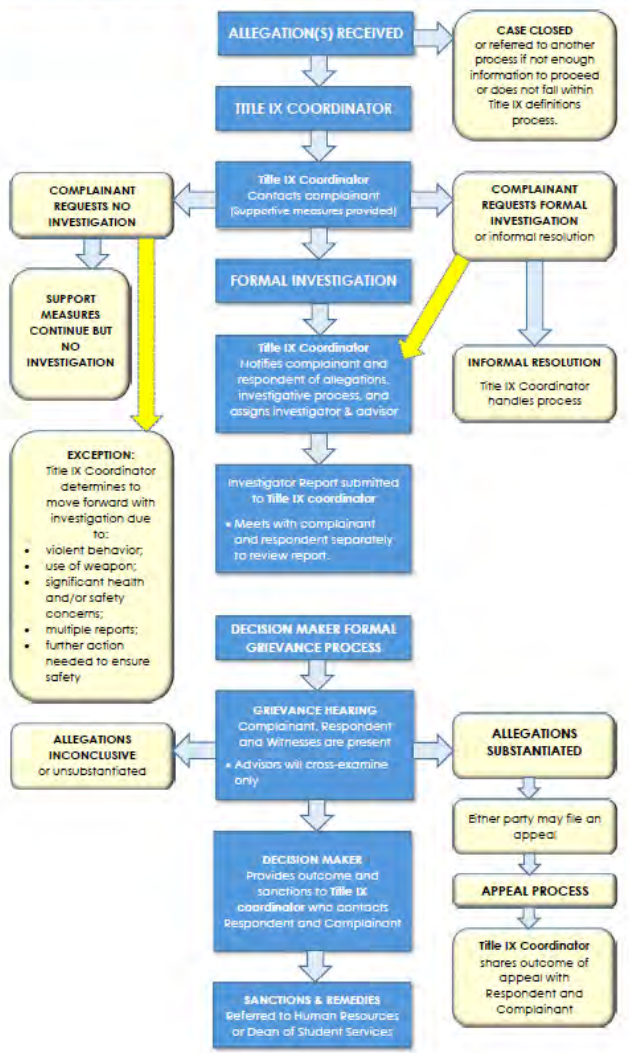 ALLEGATION(S) RECEIVED
CASE CLOSED
or referred to another
process if not enough
information to proceed
or does not fall within
Title IX definitions
process.
TITLE IX COORDINATOR
Title IX Coordinator
Contacts complainant
(Supportive measures provided)
COMPLAINANT
REQUESTS NO
INVESTIGATION
COMPLAINANT
REQUESTS FORMAL
INVESTIGATION
or informal resolution
SUPPORT
MEASURES
CONTINUE BUT
NO
INVESTIGATION
FORMAL INVESTIGATION
Title IX Coordinator
Notifies complainant and
respondent of allegations,
investigative process, and
assigns investigator & advisor
INFORMAL RESOLUTION
Title IX Coordinator
handles process
EXCEPTION:
Title IX Coordinator
determines to
move forward with
investigation due
to:
• violent behavior;
• use of weapon;
• significant health
and/or safety
concerns;
• multiple reports;
• further action
needed to ensure
safety
Investigator Report submitted
to Title IX coordinator
• Meets with complainant
and respondent separately
to review report.
DECISION MAKER FORMAL
GRIEVANCE PROCESS
GRIEVANCE HEARING
Complainant, Respondent
and Witnesses are present
• Advisors will cross-examine
only
ALLEGATIONS
INCONCLUSIVE
or unsubstantiated
ALLEGATIONS
SUBSTANTIATED
Either party may file an
appeal
APPEAL PROCESS
Title IX Coordinator
shares outcome of
appeal with
Respondent and
Complainant
DECISION MAKER
Provides outcome and
sanctions to Title IX
coordinator who contacts
Respondent and Complainant
SANCTIONS & REMEDIES
Referred to Human Resources
or Dean of Student Services